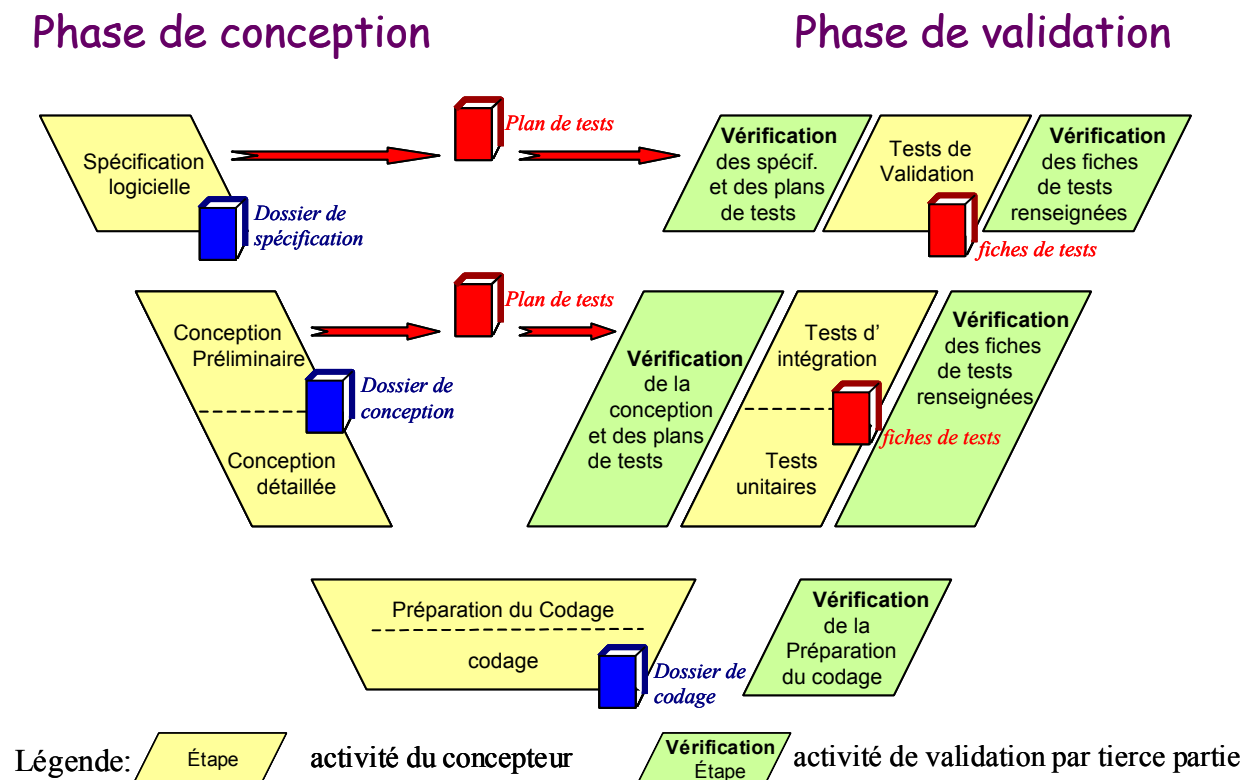 Phase de conception
Phase de validation
Spécification
logicielle
Dossier de
spécification
Plan de tests
Vérification
des spécif.
et des plans
de tests
Tests de
Validation
fiches de tests
Vérification
des fiches
de tests
renseignées
Conception
Préliminaire
Conception
détaillée
Dossier de
conception
Plan de tests
Vérification
de la
conception
et des plans
de tests
Tests d'
intégration
Tests
unitaires
fiches de tests
Vérification
des fiches
de tests
renseignées
Préparation du Codage
codage
Dossier de
codage
Vérification
de la
Préparation
du codage
Légende:
Étape
activité du concepteur
Vérification
Étape
activité de validation par tierce partie